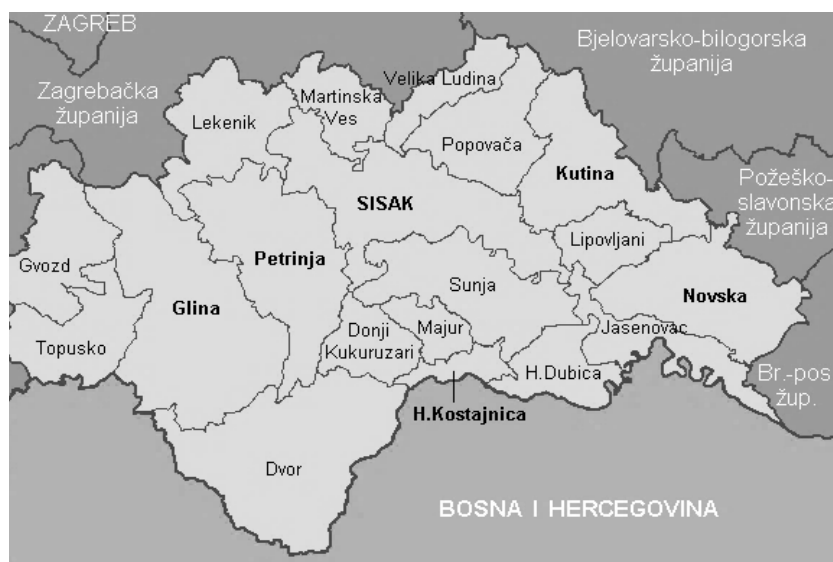 ZAGREB
Bjelovarsko-bilogorska
županija
Zagrebačka
županija
Velika Ludina
Martinska
Ves
Lekenik
Popovača
Kutina
Požeško-
slavonska
županija
SISAK
Lipovljani
Petrinja
Gvozd
Sunja
Glina
Novska
Topusko
Donji
Kukuruzari
Majur
Jasenovac
H.Dubica
Br.-pos
žup.
H.Kostajnica
Dvor
BOSNA I HERCEGOVINA